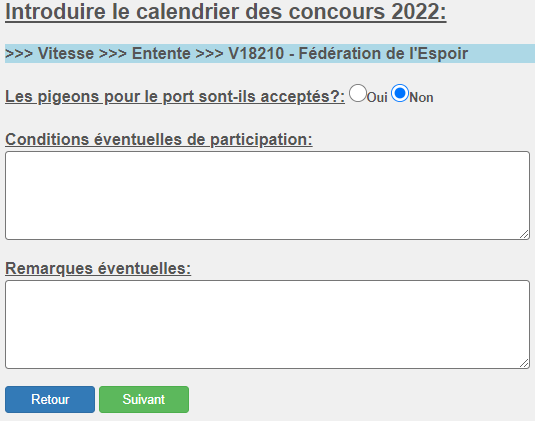 Introduire le calendrier des concours 2022:
>>> Vitesse >>> Entente >>> V18210 - Fédération de l'Espoir
Les pigeons pour le port sont-ils acceptés?: Oui Non
Conditions éventuelles de participation:
Remarques éventuelles:
Retour Suivant